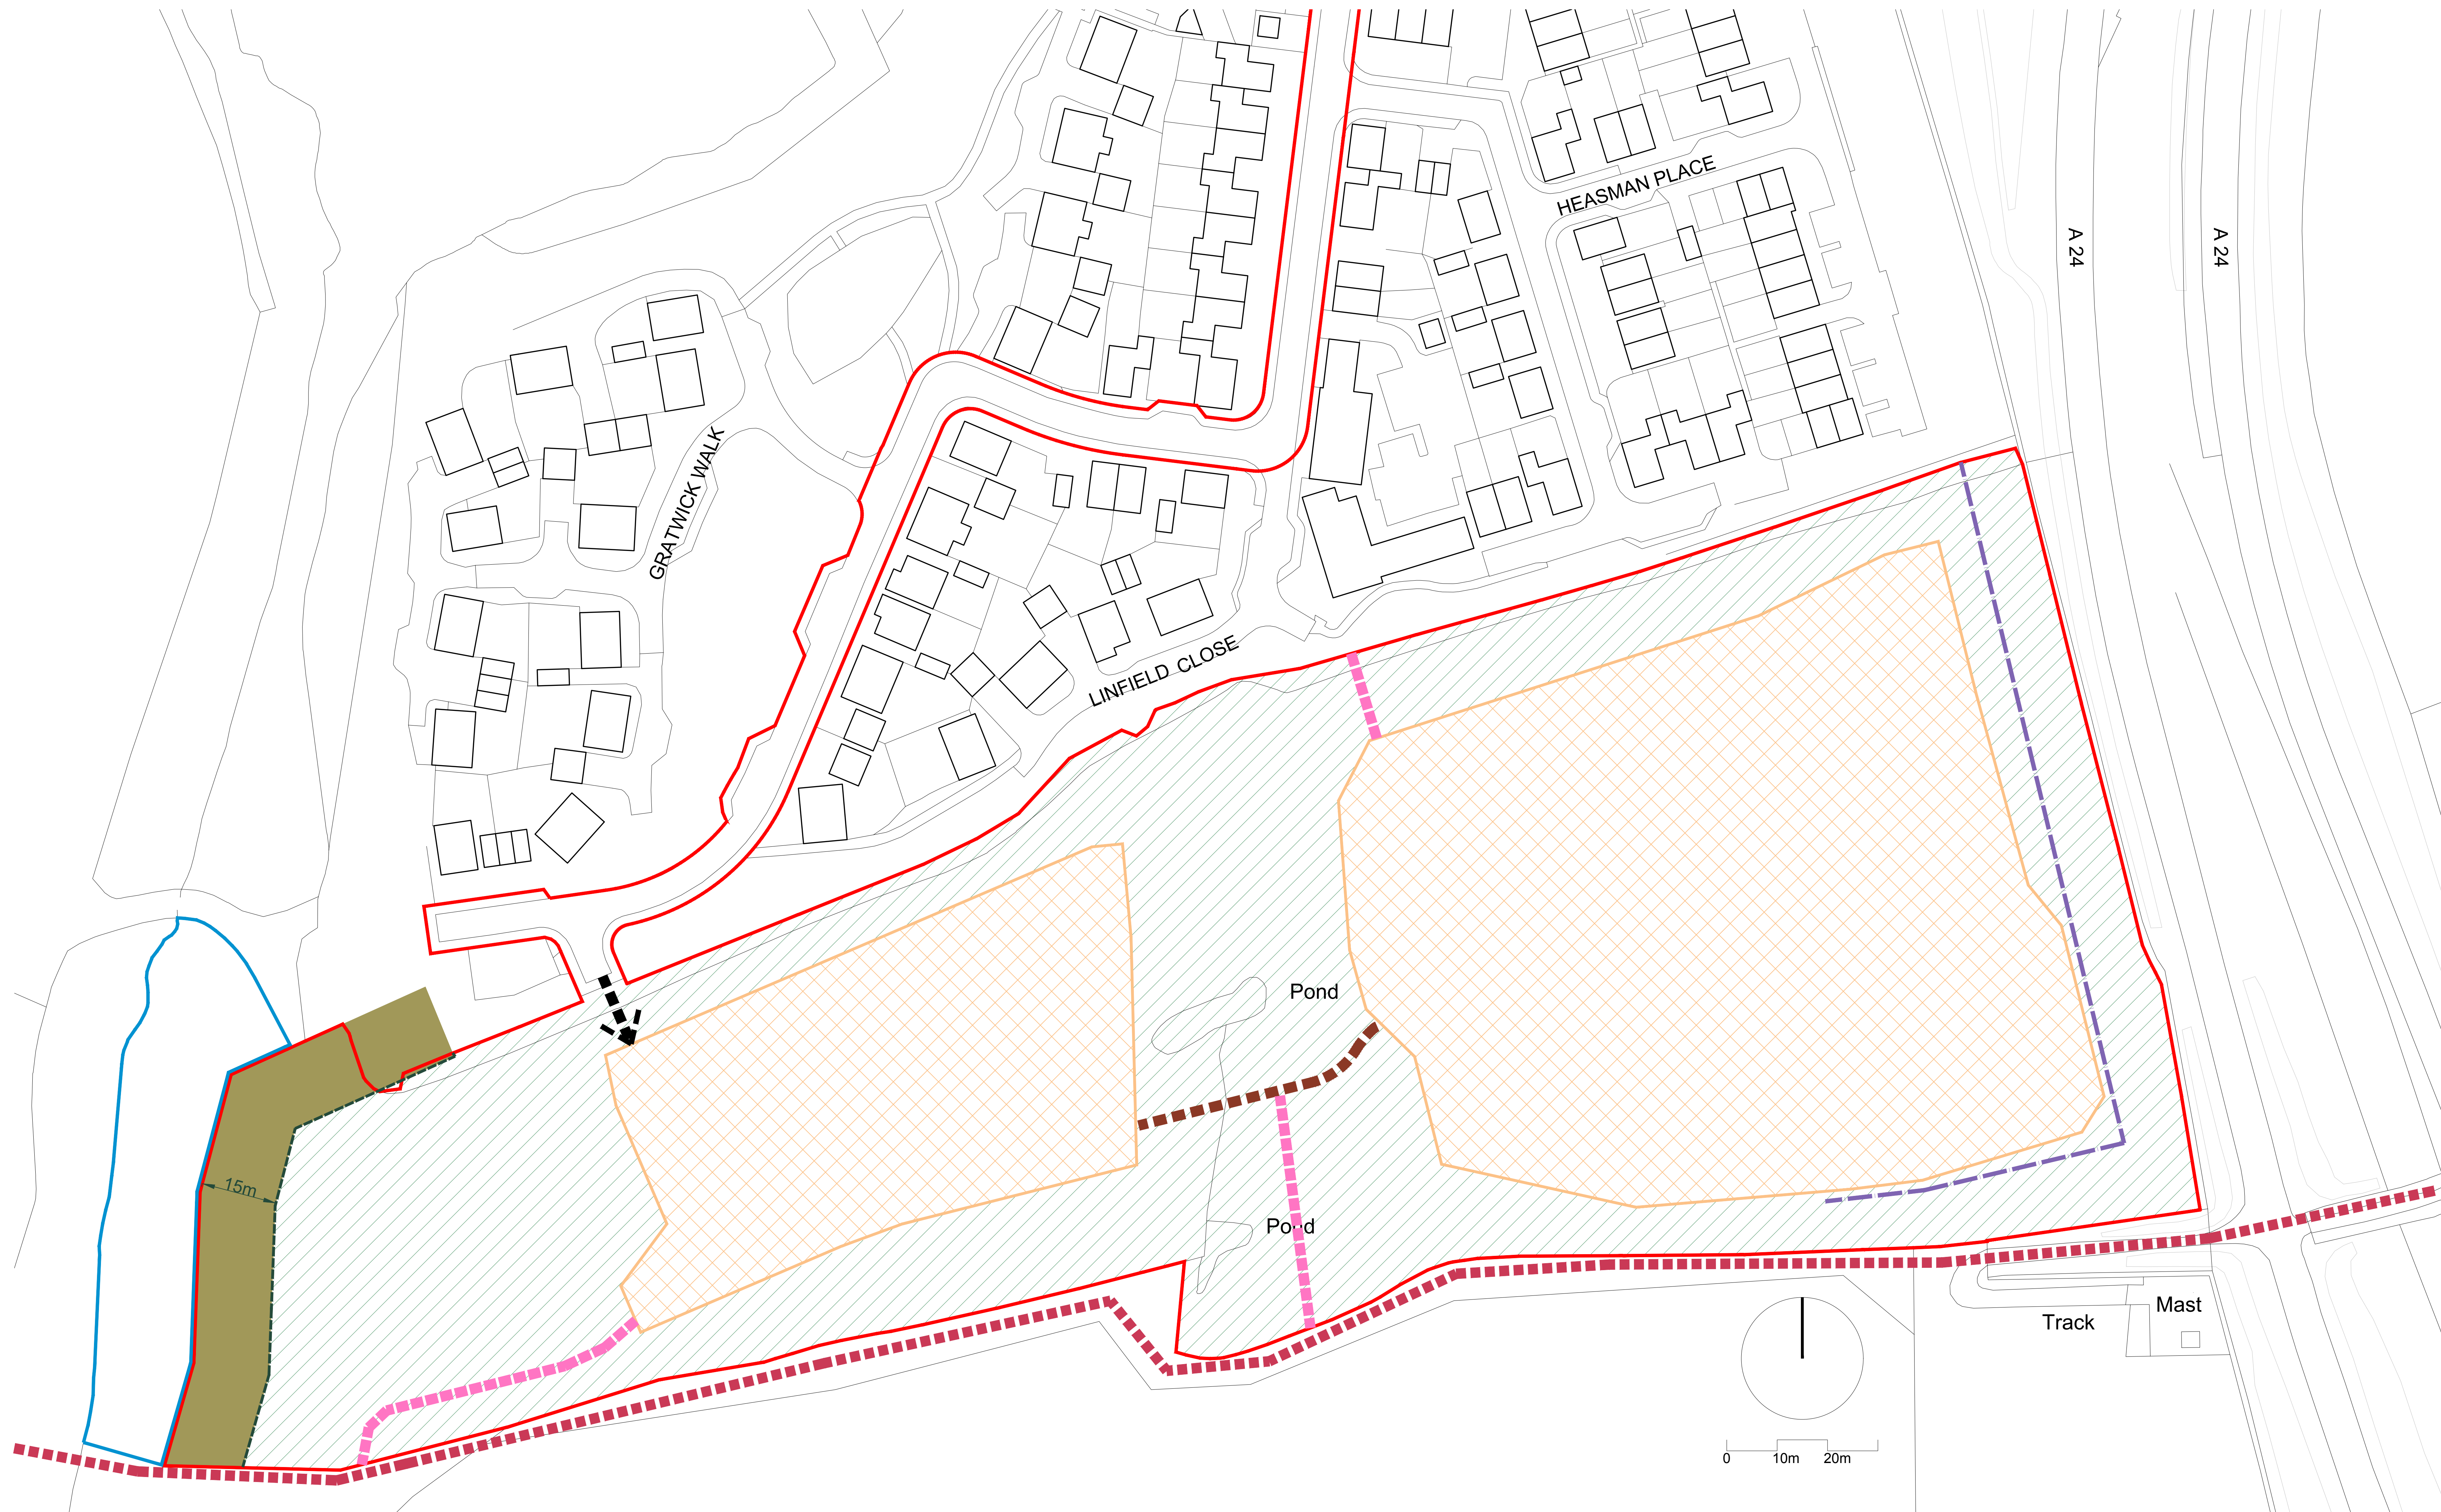 HEASMAN PLACE
A 24
A 24
GRATWICK WALK
LINFIELD CLOSE
Pond
15m
Pond
Mast
Track
0
10m
20m